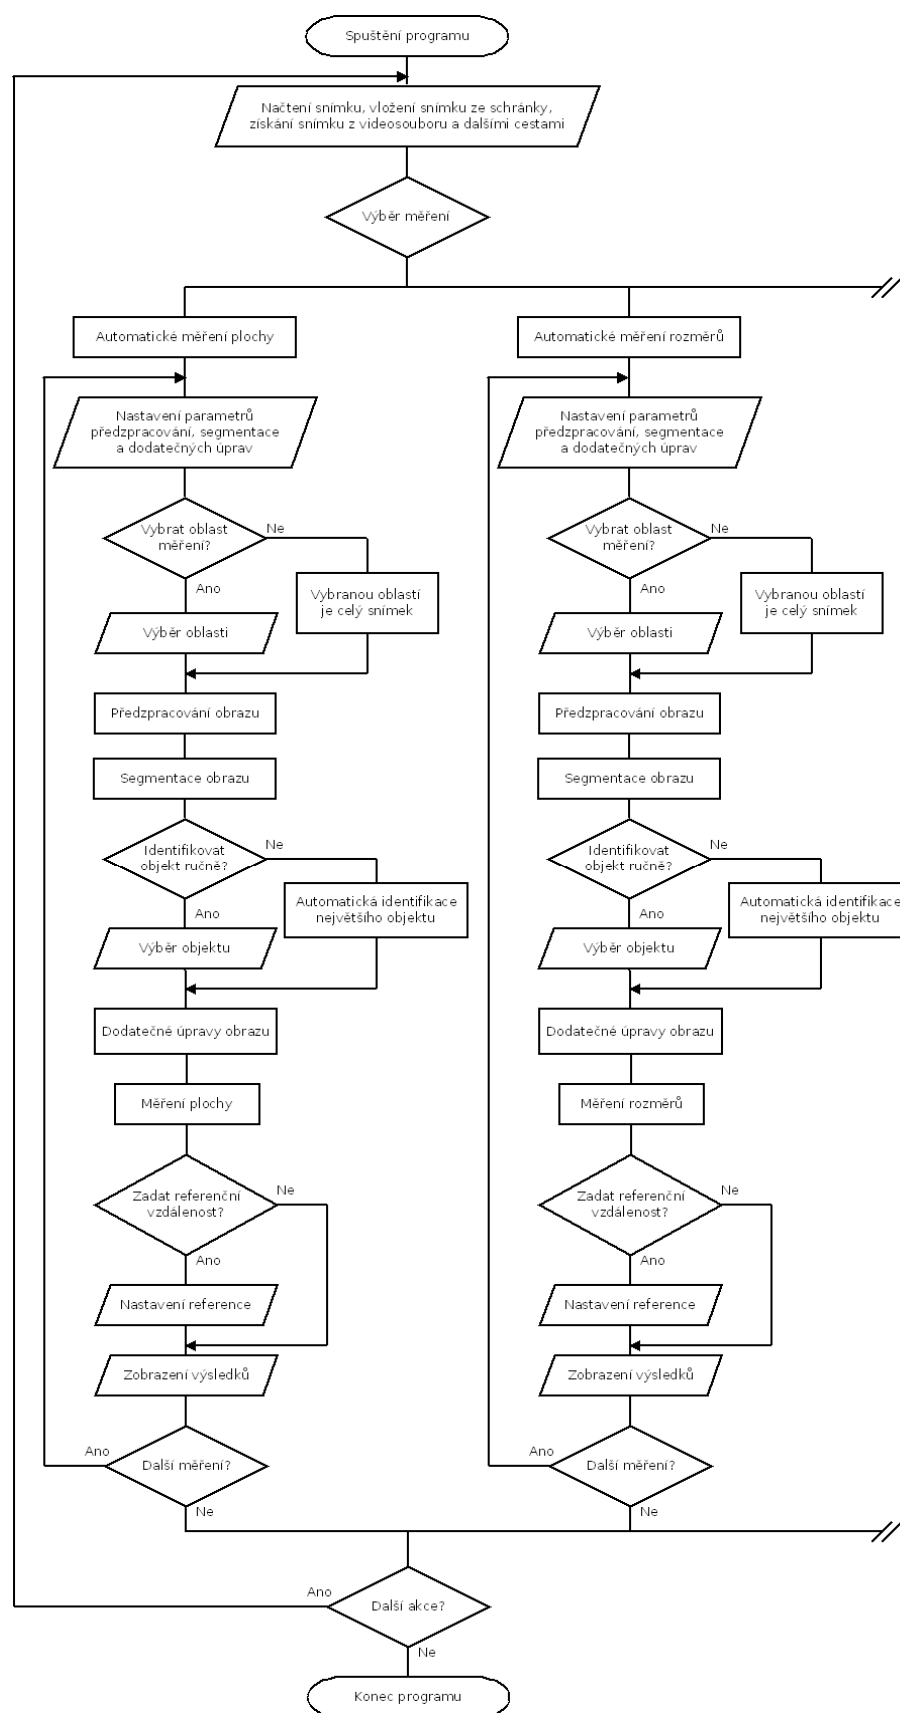 Spuštění programu
Načtení snímku, vložení snímku ze schránky,
získání snímku z videosouboru a dalšími cestami
Výběr měření
Automatické měření plochy
Nastavení parametrů
předzpracování, segmentace
a dodatečných úprav
Vybrat oblast
měření?
Ne
Ano
Vybranou oblastí
je celý snímek
Výběr oblasti
Předzpracování obrazu
Segmentace obrazu
Identifikovat
objekt ručně?
Ne
Ano
Automatická identifikace
největšího objektu
Výběr objektu
Dodatečné úpravy obrazu
Měření plochy
Zadat referenční
vzdálenost?
Ne
Ano
Nastavení reference
Zobrazení výsledků
Ano
Další měření?
Ne
Automatické měření rozměrů
Nastavení parametrů
předzpracování, segmentace
a dodatečných úprav
Vybrat oblast
měření?
Ne
Ano
Vybranou oblastí
je celý snímek
Výběr oblasti
Předzpracování obrazu
Segmentace obrazu
Identifikovat
objekt ručně?
Ne
Ano
Automatická identifikace
největšího objektu
Výběr objektu
Dodatečné úpravy obrazu
Měření rozměrů
Zadat referenční
vzdálenost?
Ne
Ano
Nastavení reference
Zobrazení výsledků
Ano
Další měření?
Ne
Ano
Další akce?
Ne
Konec programu